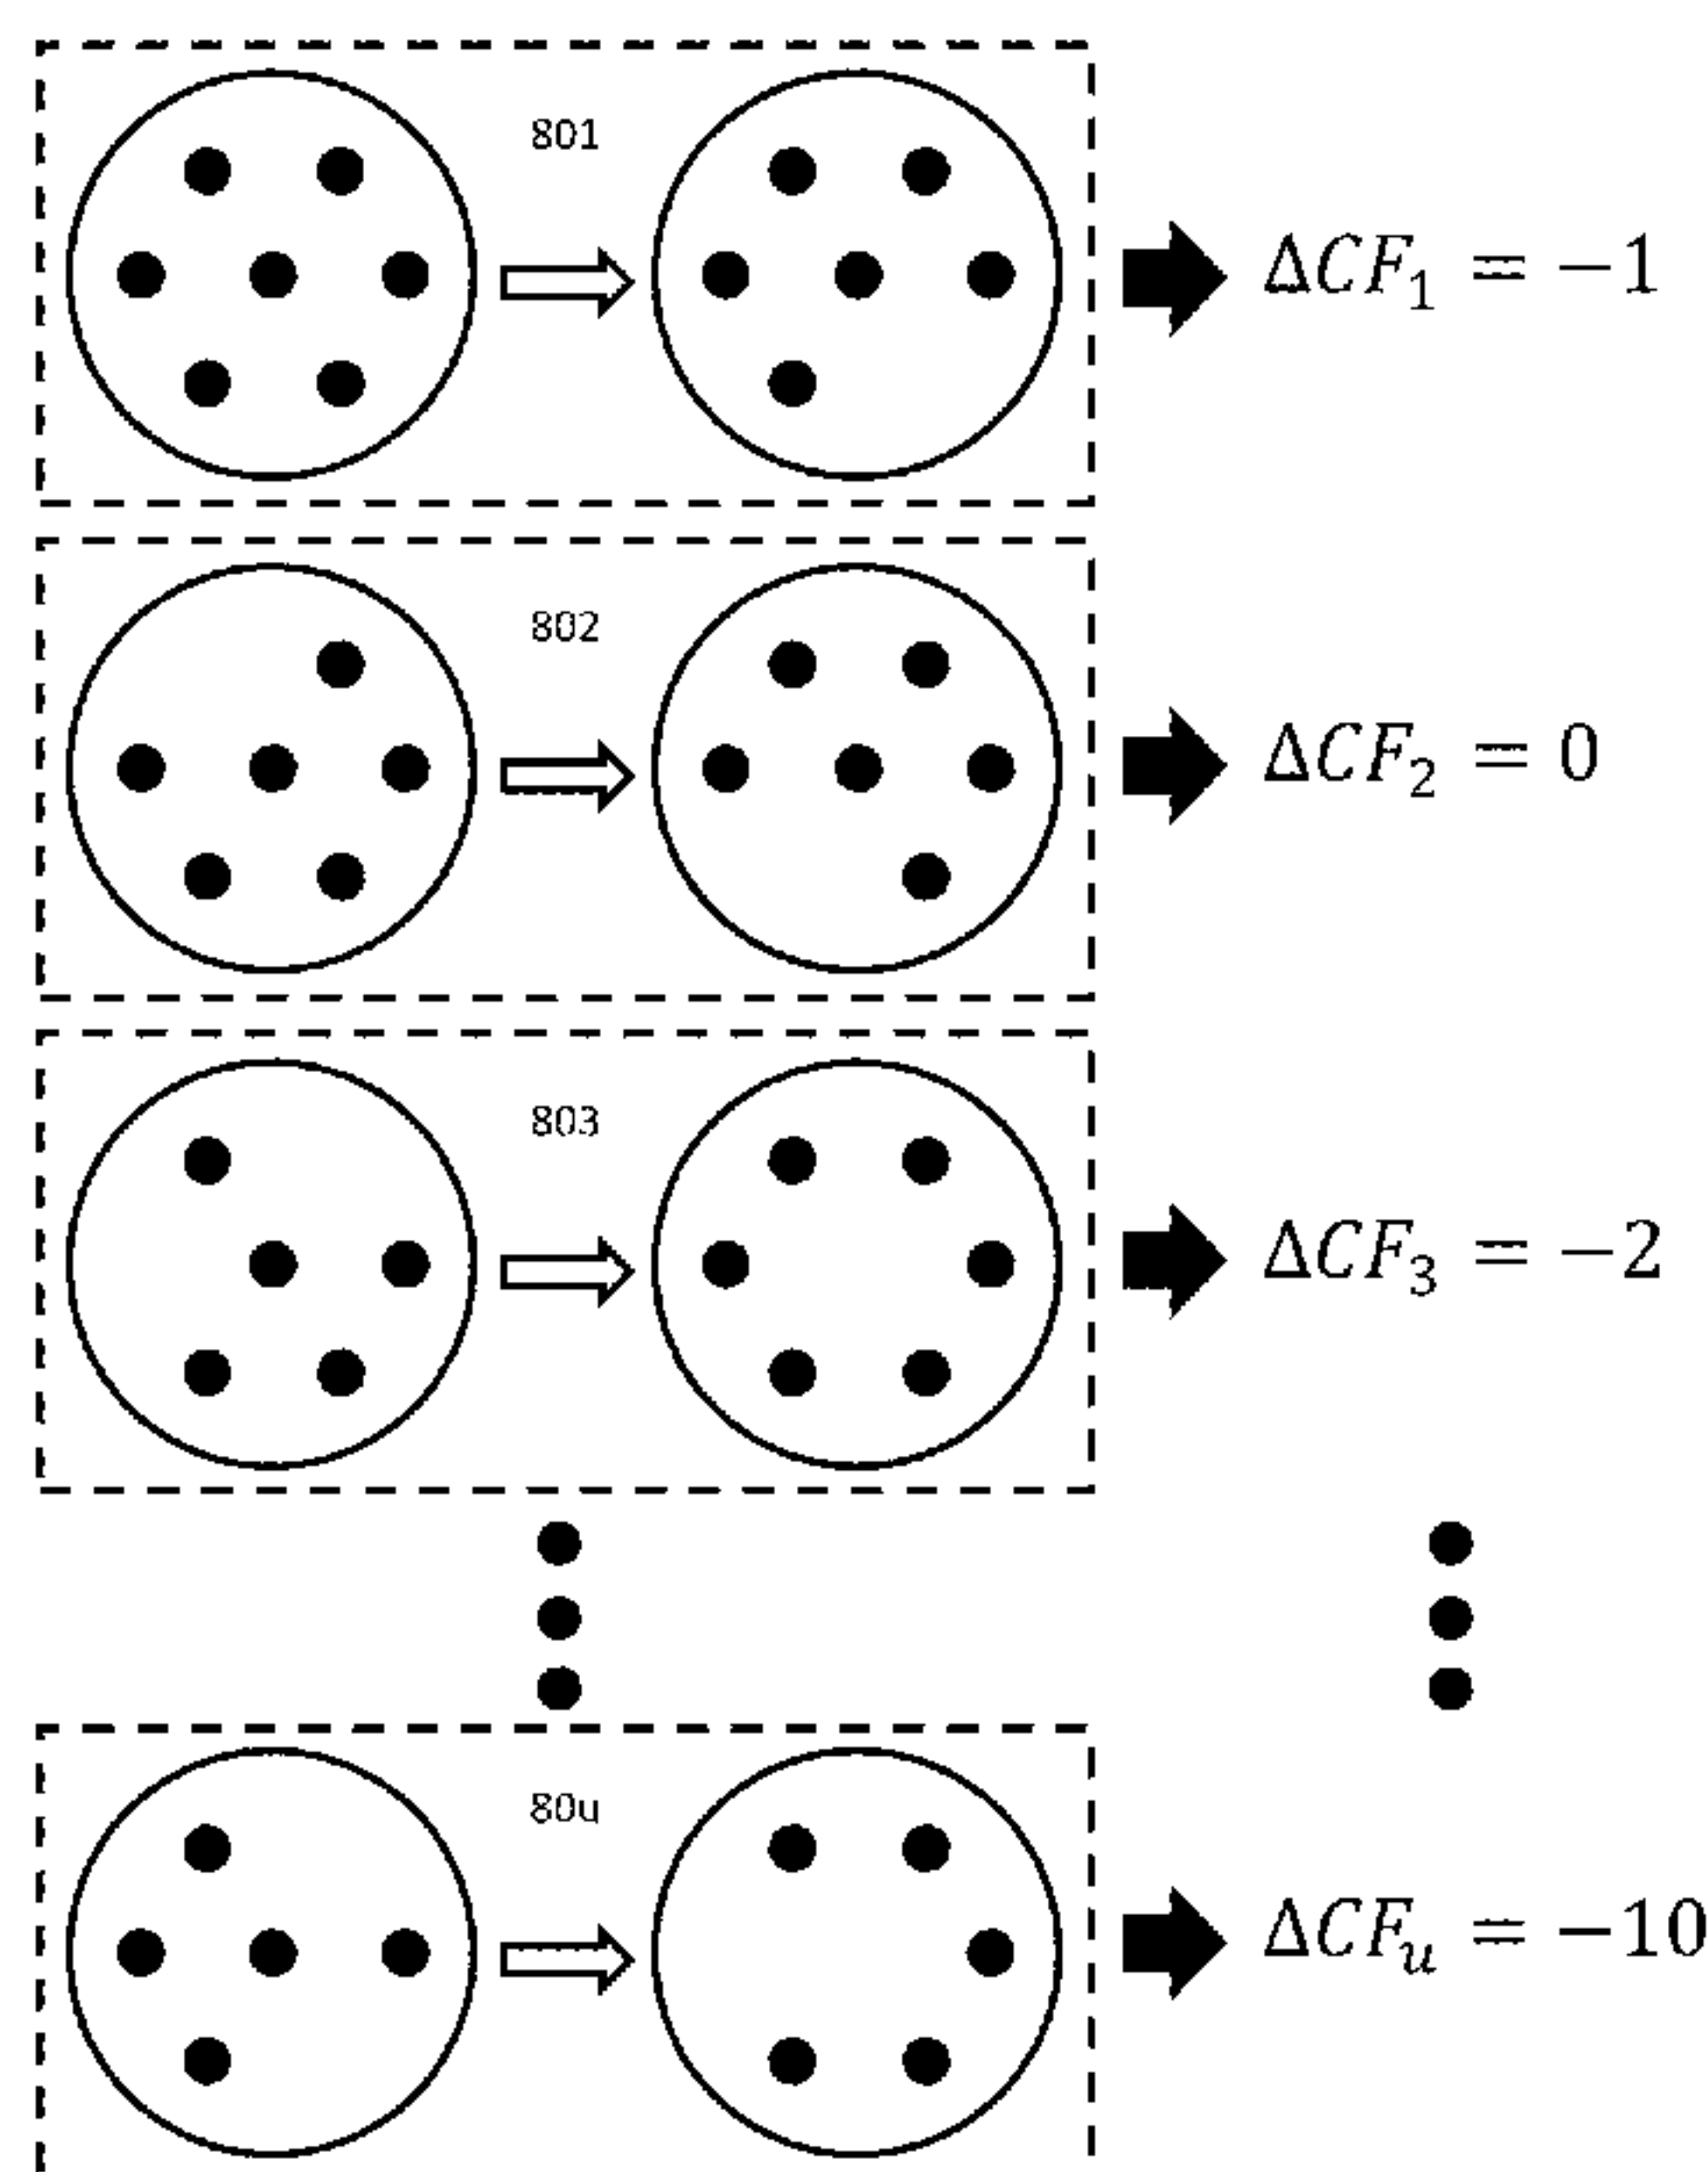 801
ΔCF₁ = −1
802
ΔCF₂ = 0
803
ΔCF₃ = −2
80u
ΔCFᵤ = −10